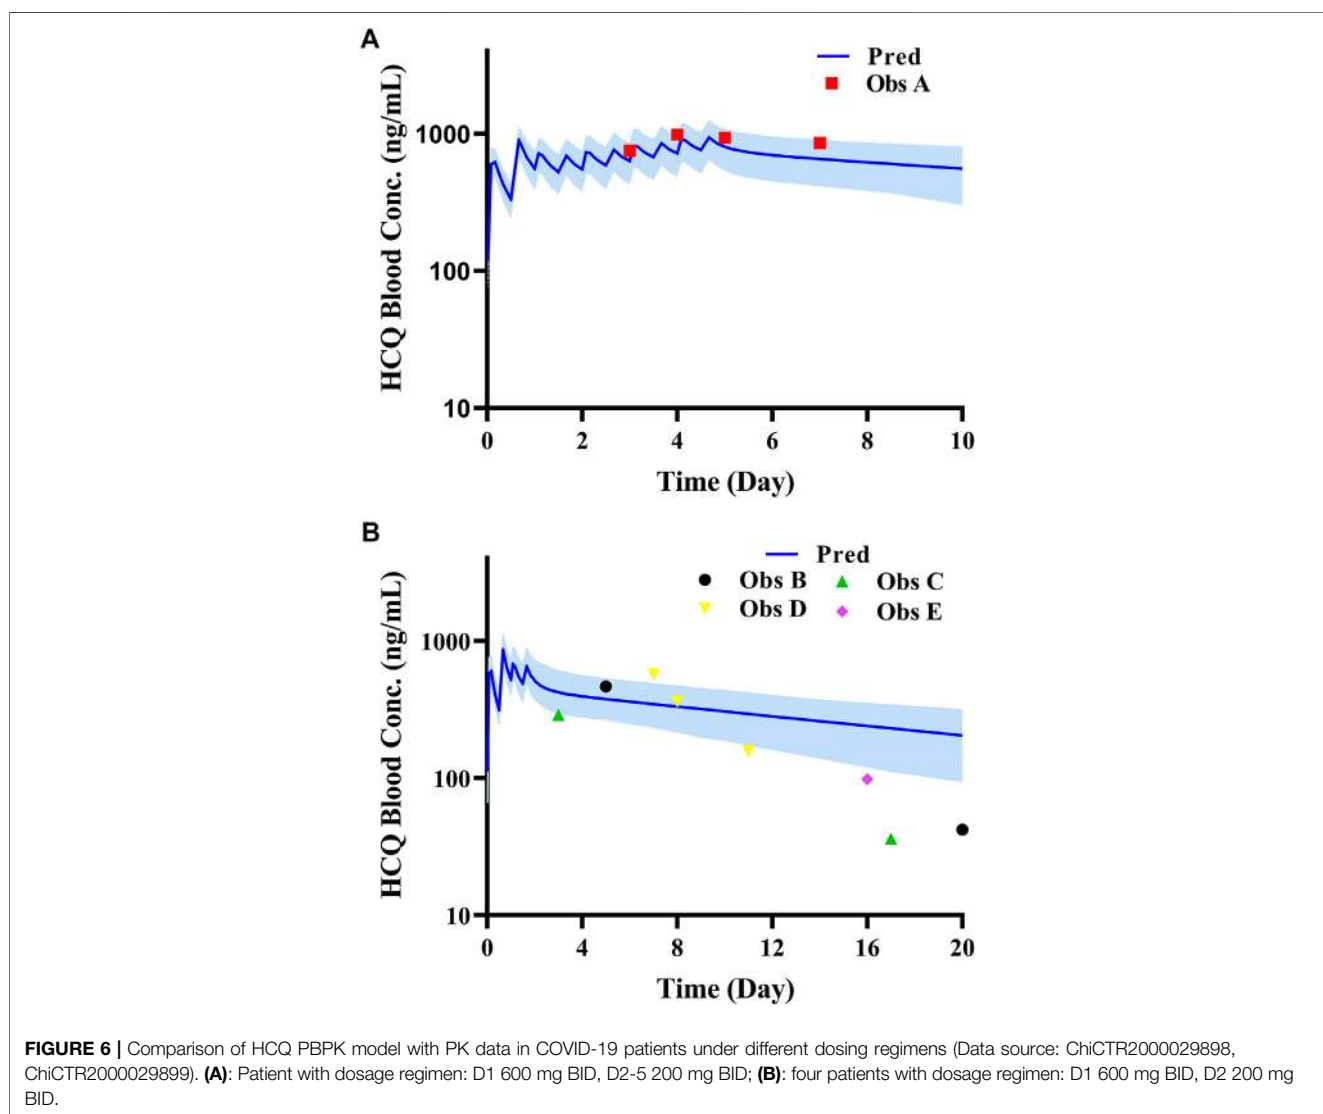 A
HCQ Blood Conc. (ng/mL)
Pred
Obs A
1000
100
10
0 2 4 6 8 10
Time (Day)
B
HCQ Blood Conc. (ng/mL)
Pred
Obs B Obs C
Obs D Obs E
1000
100
10
0 4 8 12 16 20
Time (Day)
FIGURE 6 | Comparison of HCQ PBPK model with PK data in COVID-19 patients under different dosing regimens (Data source: ChiCTR2000029898,
ChiCTR2000029899). (A): Patient with dosage regimen: D1 600 mg BID, D2-5 200 mg BID; (B): four patients with dosage regimen: D1 600 mg BID, D2 200 mg
BID.